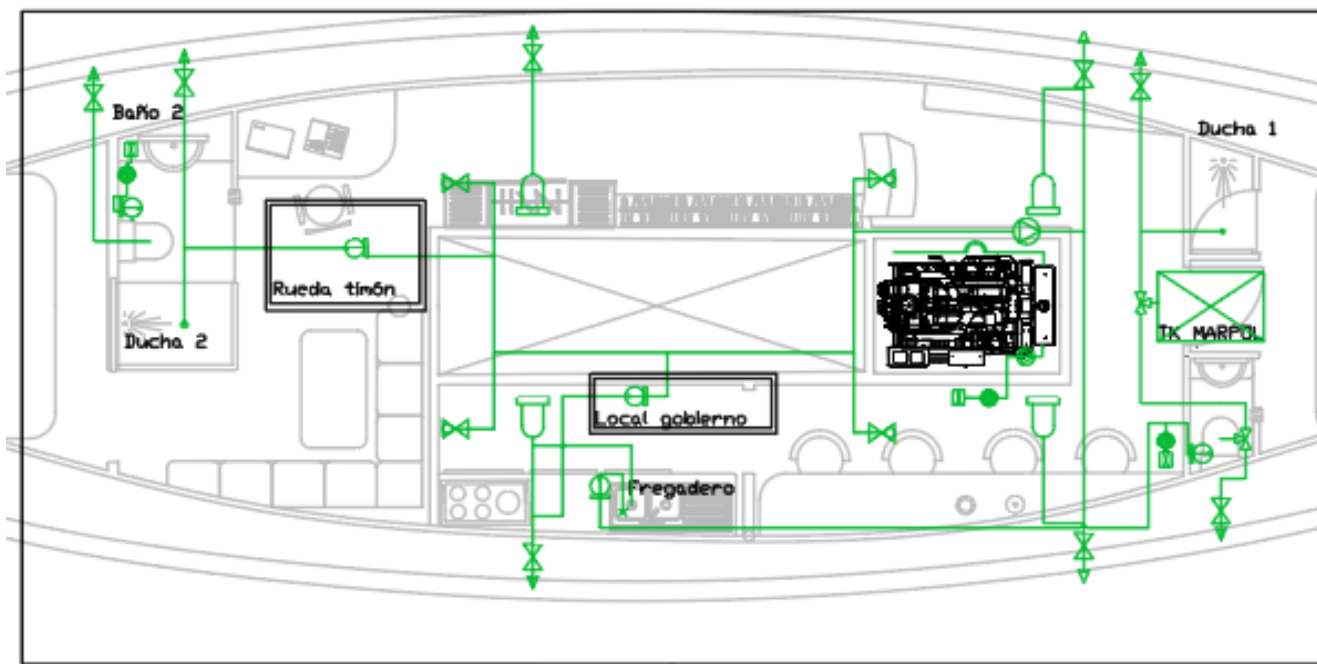 Baño 2
Ducha 1
Rueda timón
Ducha 2
TK MARPOL
Local gobierno
Fregadero